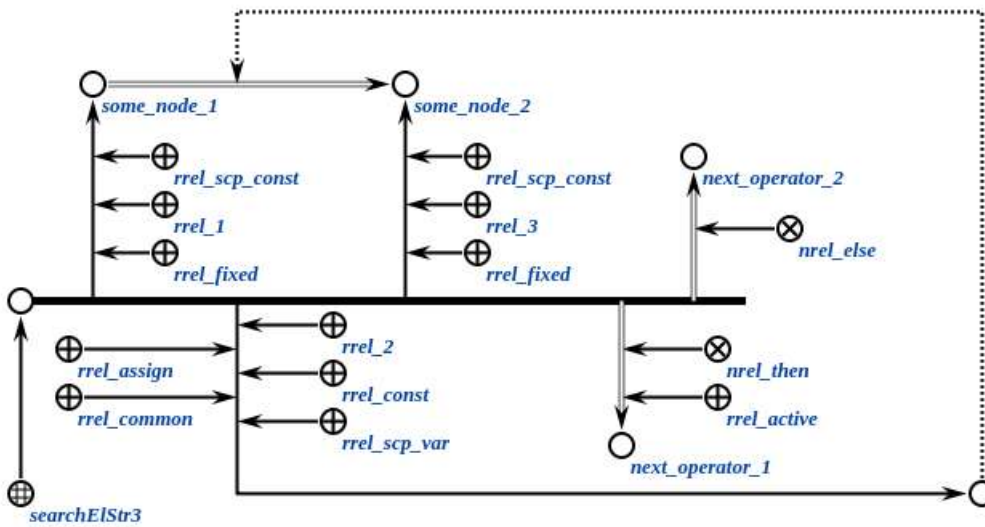 some_node_1
some_node_2
rrel_scp_const
rrel_scp_const
next_operator_2
rrel_1
rrel_3
nrel_else
rrel_fixed
rrel_fixed
rrel_2
rrel_assign
nrel_then
rrel_const
rrel_common
rrel_active
rrel_scp_var
next_operator_1
searchElStr3